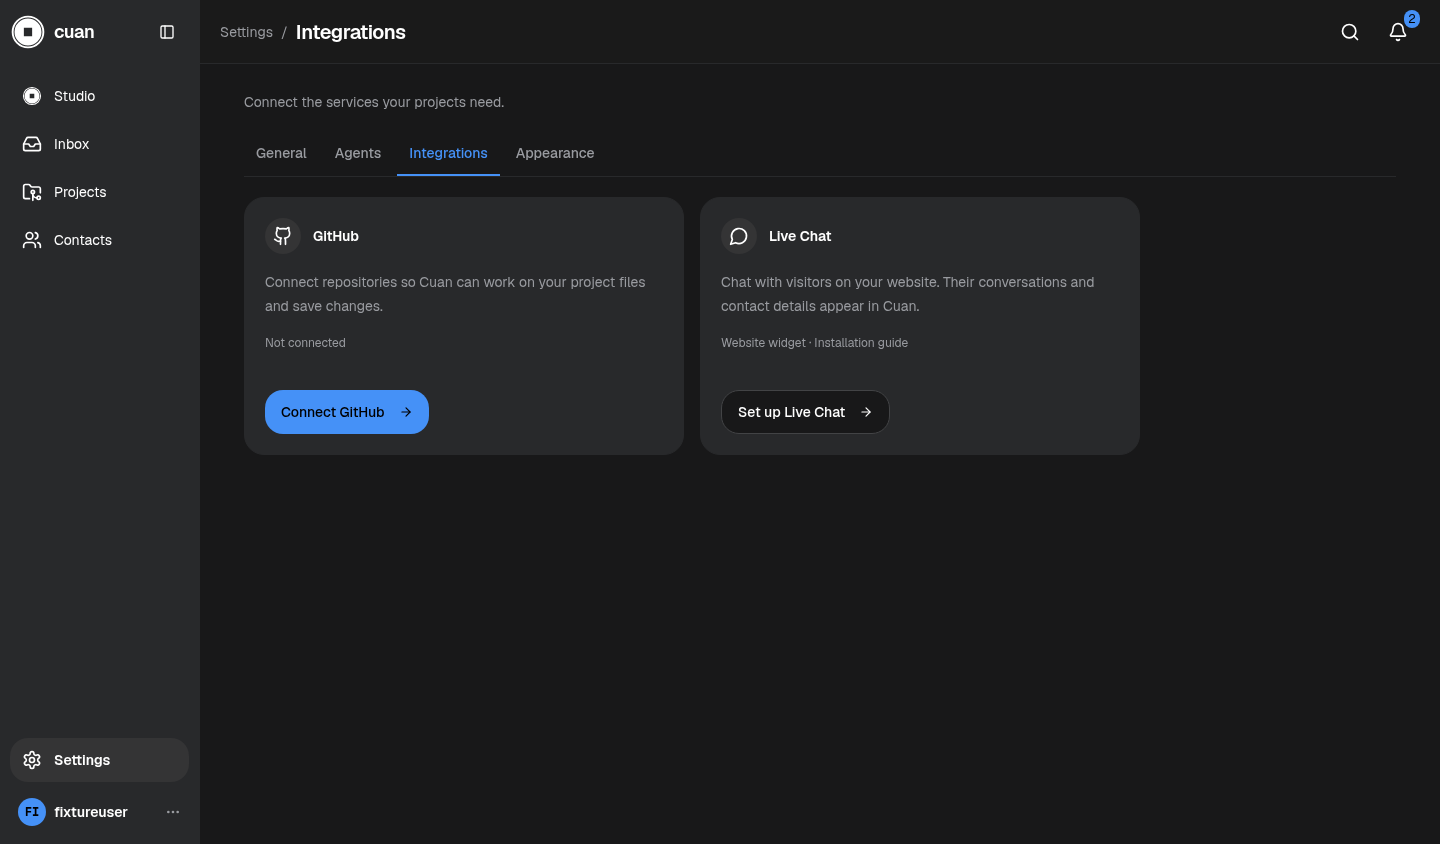 cuan
Settings / Integrations
2
Studio
Inbox
Projects
Contacts
Connect the services your projects need.
General Agents Integrations Appearance
GitHub
Connect repositories so Cuan can work on your project files
and save changes.
Not connected
Connect GitHub
Live Chat
Chat with visitors on your website. Their conversations and
contact details appear in Cuan.
Website widget · Installation guide
Set up Live Chat
Settings
FI fixtureuser